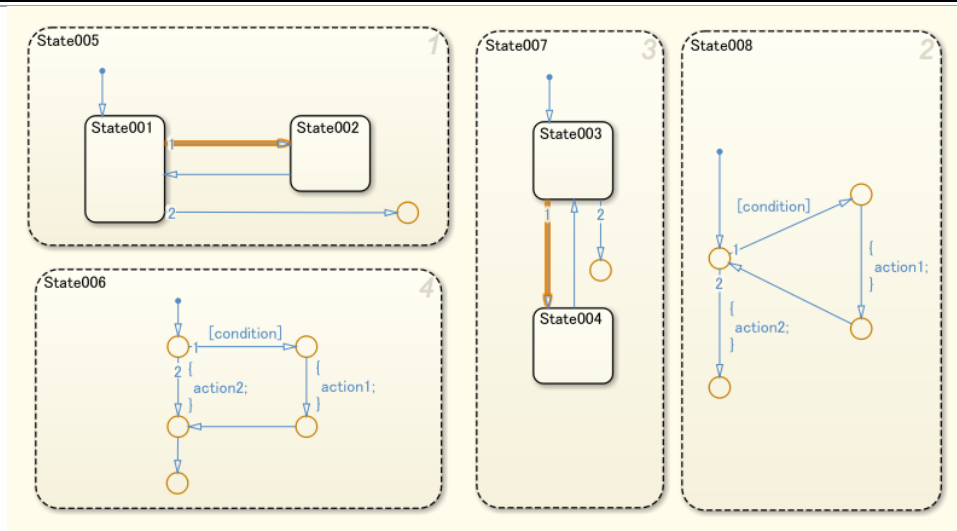 State005
1
State001
State002
1
2
State006
4
[condition]
1
2
{
action2;
}
{
action1;
}
State007
3
State003
1
2
State004
State008
2
[condition]
1
2
{
action1;
}
{
action2;
}